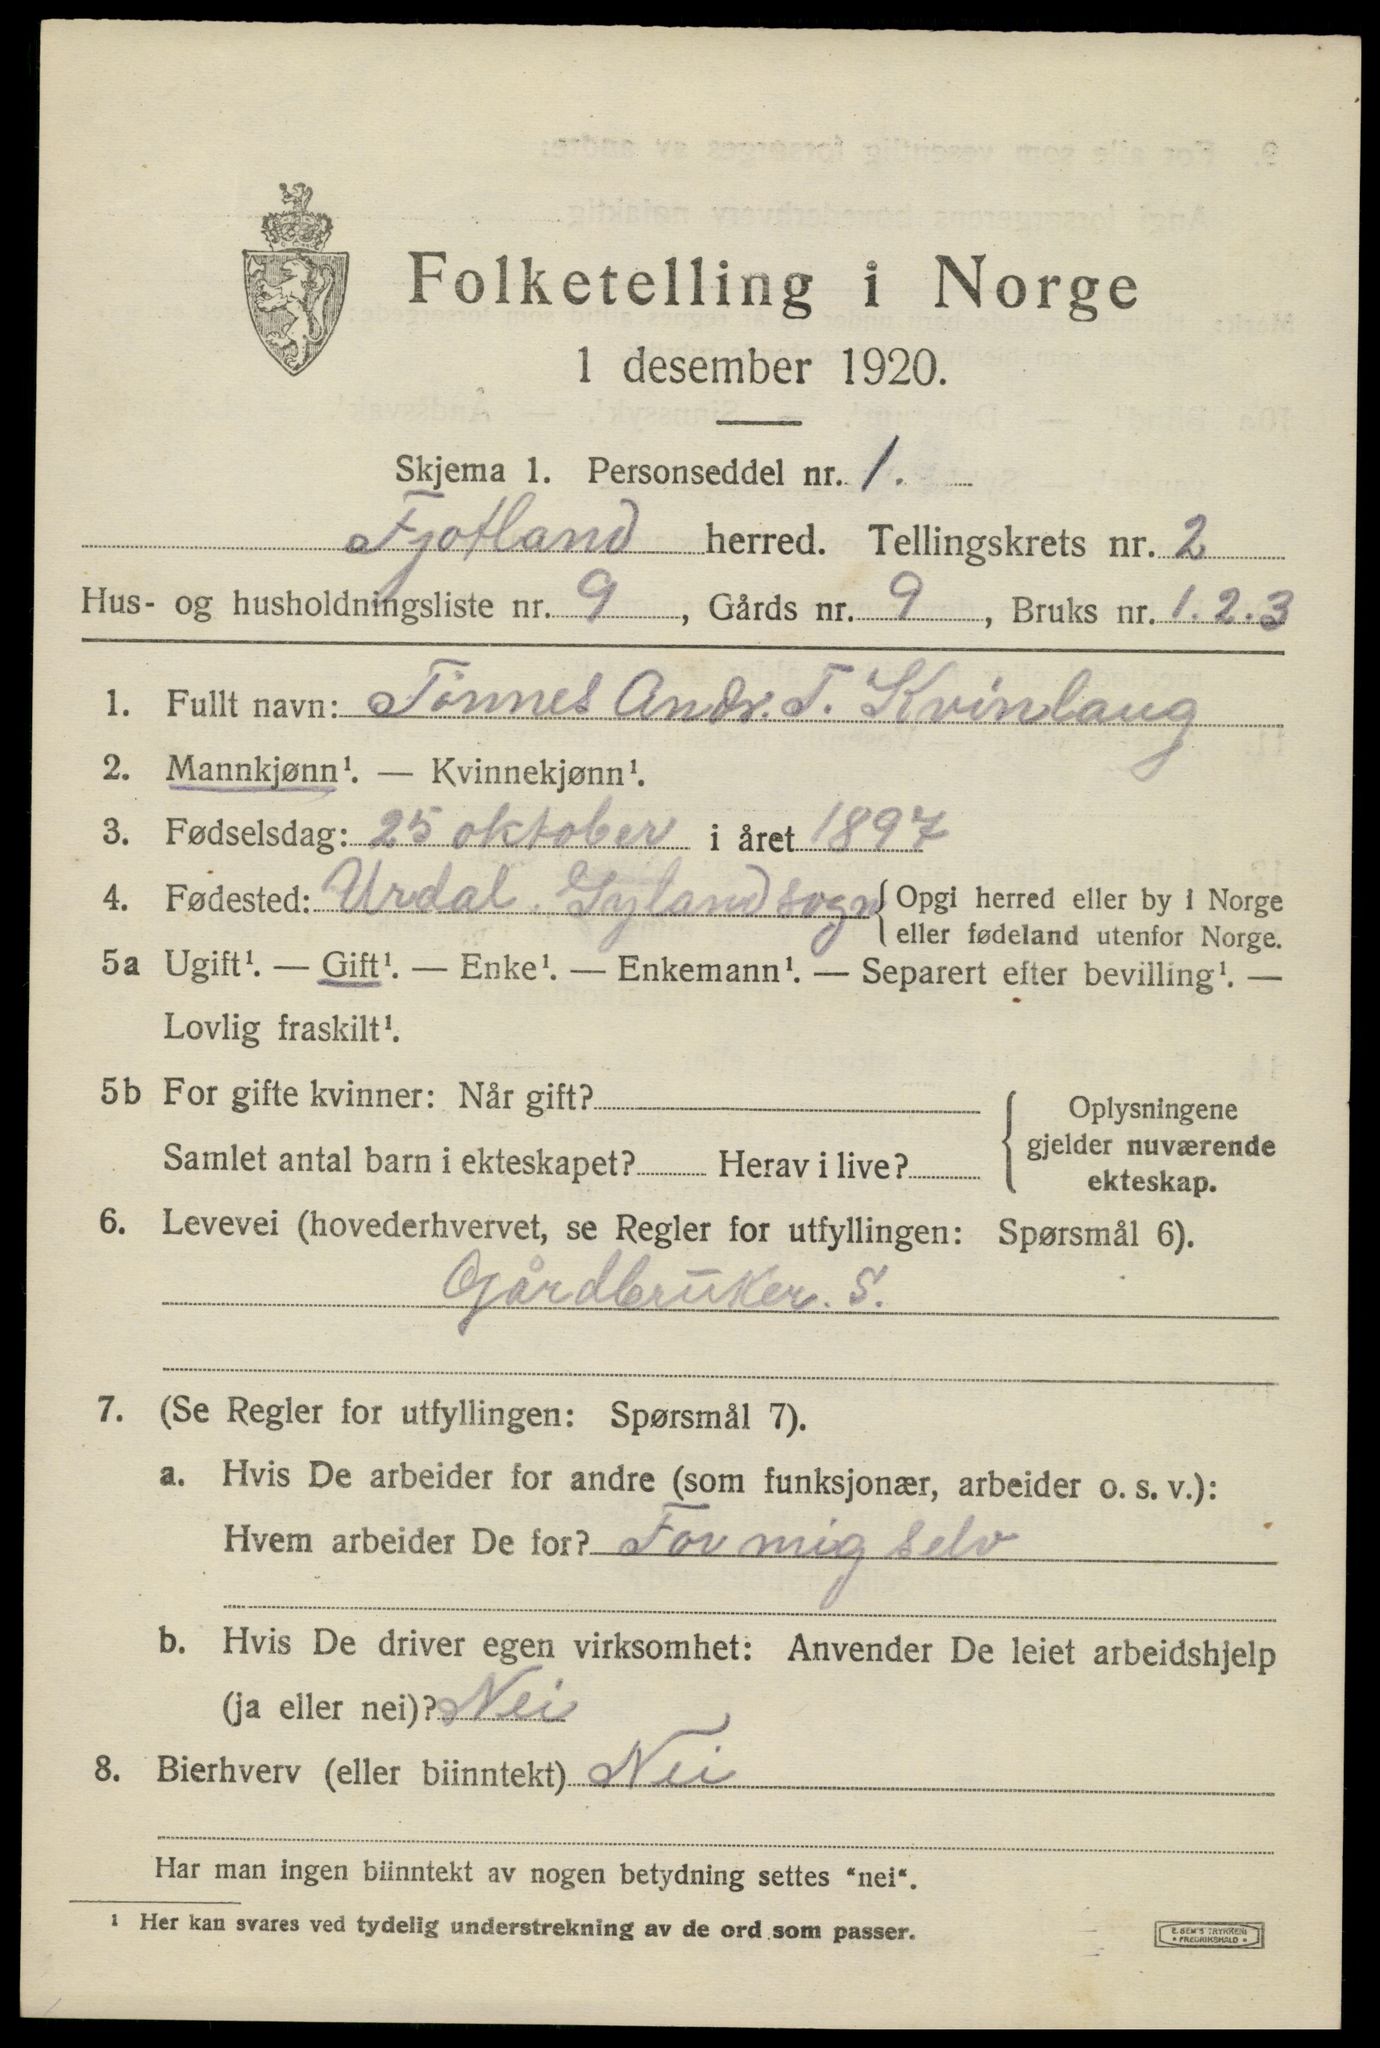 Folketelling i Norge
1 desember 1920.
Skjema 1. Personseddel nr. 1.
Fjotland herred. Tellingskrets nr. 2
Hus- og husholdningsliste nr. 9, Gårds nr. 9, Bruks nr. 1.2.3
1. Fullt navn: Tönnes Andr. T. Kvinlaug
2. Mannkjønn¹. — Kvinnekjønn¹.
3. Fødselsdag: 25 oktober i året 1897
4. Fødested: Urdal. Gyland sogn { Opgi herred eller by i Norge
eller fødeland utenfor Norge.
5a Ugift¹. — Gift¹. — Enke¹. — Enkemann¹. — Separert efter bevilling¹. —
Lovlig fraskilt¹.
5b For gifte kvinner: Når gift?
Samlet antal barn i ekteskapet? Herav i live?
{ Oplysningene
gjelder nuværende
ekteskap.
6. Levevei (hovederhvervet, se Regler for utfyllingen: Spørsmål 6).
Gårdbrüker. S.
7. (Se Regler for utfyllingen: Spørsmål 7).
a. Hvis De arbeider for andre (som funksjonær, arbeider o. s. v.):
Hvem arbeider De for? For mig selv
b. Hvis De driver egen virksomhet: Anvender De leiet arbeidshjelp
(ja eller nei)? Nei
8. Bierhverv (eller biinntekt) Nei
Har man ingen biinntekt av nogen betydning settes "nei".
¹ Her kan svares ved tydelig understrekning av de ord som passer.
E. SEM'S TRYKKERI
• FREDRIKSHALD •